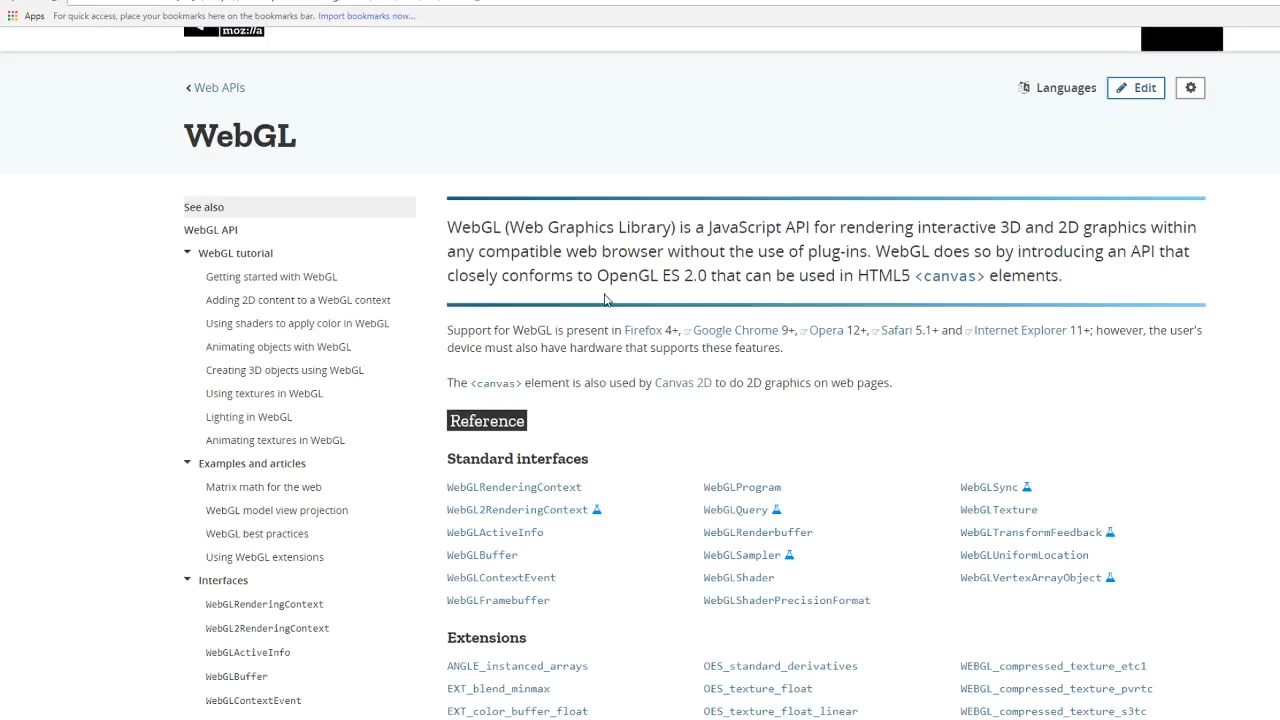 Apps For quick access, place your bookmarks here on the bookmarks bar. Import bookmarks now...
moz://a
Web APIs
Languages
Edit
WebGL
See also
WebGL API
WebGL tutorial
Getting started with WebGL
Adding 2D content to a WebGL context
Using shaders to apply color in WebGL
Animating objects with WebGL
Creating 3D objects using WebGL
Using textures in WebGL
Lighting in WebGL
Animating textures in WebGL
Examples and articles
Matrix math for the web
WebGL model view projection
WebGL best practices
Using WebGL extensions
Interfaces
WebGLRenderingContext
WebGL2RenderingContext
WebGLActiveInfo
WebGLBuffer
WebGLContextEvent
WebGL (Web Graphics Library) is a JavaScript API for rendering interactive 3D and 2D graphics within
any compatible web browser without the use of plug-ins. WebGL does so by introducing an API that
closely conforms to OpenGL ES 2.0 that can be used in HTML5 <canvas> elements.
Support for WebGL is present in Firefox 4+, Google Chrome 9+, Opera 12+, Safari 5.1+ and Internet Explorer 11+; however, the user's
device must also have hardware that supports these features.
The <canvas> element is also used by Canvas 2D to do 2D graphics on web pages.
Reference
Standard interfaces
WebGLRenderingContext
WebGL2RenderingContext
WebGLActiveInfo
WebGLBuffer
WebGLContextEvent
WebGLFramebuffer
WebGLProgram
WebGLQuery
WebGLRenderbuffer
WebGLSampler
WebGLShader
WebGLShaderPrecisionFormat
WebGLSync
WebGLTexture
WebGLTransformFeedback
WebGLUniformLocation
WebGLVertexArrayObject
Extensions
ANGLE_instanced_arrays
EXT_blend_minmax
EXT_color_buffer_float
OES_standard_derivatives
OES_texture_float
OES_texture_float_linear
WEBGL_compressed_texture_etc1
WEBGL_compressed_texture_pvrtc
WEBGL_compressed_texture_s3tc